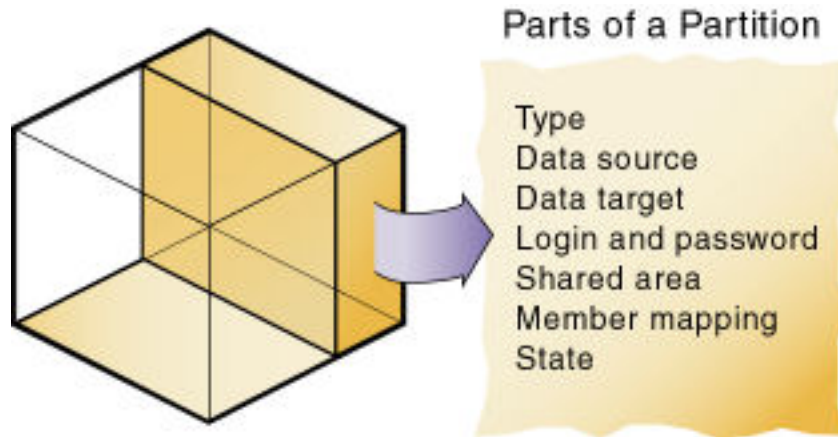 Parts of a Partition
Type
Data source
Data target
Login and password
Shared area
Member mapping
State